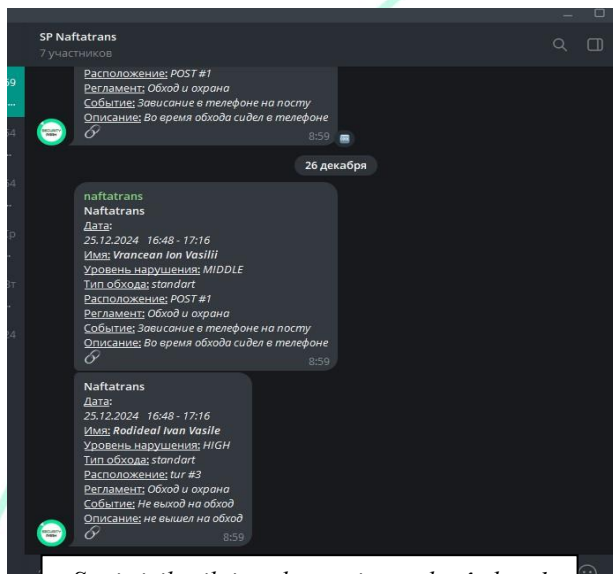 SP Naftatrans
7 участников
Расположение: POST #1
Регламент: Обход и охрана
Событие: Зависание в телефоне на посту
Описание: Во время обхода сидел в телефоне
8:59
26 декабря
naftatrans
Naftatrans
Дата:
25.12.2024 16:48 - 17:16
Имя: Vrancean Ion Vasilii
Уровень нарушения: MIDDLE
Тип обхода: standart
Расположение: POST #1
Регламент: Обход и охрана
Событие: Зависание в телефоне на посту
Описание: Во время обхода сидел в телефоне
8:59
Naftatrans
Дата:
25.12.2024 16:48 - 17:16
Имя: Rodideal Ivan Vasile
Уровень нарушения: HIGH
Тип обхода: standart
Расположение: tur #3
Регламент: Обход и охрана
Событие: Не выход на обход
Описание: не вышел на обход
8:59